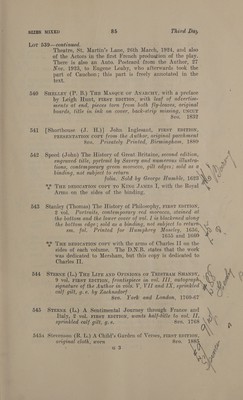 MIXED MIXED 85 Third Day
Lot 539—continued.
Theatre, St. Martin's Lane, 26th March, 1924, and also
of the Actors in the first French production of the play.
There is also an Auto. Postcard from the Author, 27
Nov. 1925, to Eugene Leahy, who afterwards took the
part of Cauchon; this part is freely annotated in the
text.
540 SHELLEY (P. B.) THE MASQUE OF ANARCHY, with a preface
by Leigh Hunt, FIRST EDITION, with leaf of advertise-
ments at end, pieces torn from both fly-leaves, original
boards, title in ink on cover, back-strip missing, uncut
8vo. 1832
541 [Shorthouse (J. H.)] John Inglesant, FIRST EDITION,
PRESENTATION COPY from the Author, original parchment
8vo. Privately Printed, Birmingham, 1880
542 Speed (John) The History of Great Britaine, second edition,
engraved title, portrait by Savery and numerous illustra-
tions, contemporary green morocco, gilt edges; sold as a
binding, not subject to return
folio. Sold by George Humble, 1623
*** THE DEDICATION COPY TO KING JAMES I, with the Royal
Arms on the sides of the binding.
543 Stanley (Thomas) The History of Philosophy, FIRST EDITION,
2 vol. Portraits, contemporary red morocco, stained at
the bottom and the lower cover of vol. I is blackened along
the bottom edge; sold as a binding, not subject to return
sm. fol. Printed for Humphrey Moseley, 1656,
1655 and 1660
*** THE DEDICATION COPY with the arms of Charles II on the
sides of each volume. The D.N.B. states that the work
was dedicated to Marsham, but this copy is dedicated to
Charles II.
544 STERNE (L.) THE LIFE AND OPINIONS OF TRISTRAM SHANDY,
9 vol. FIRST EDITION, frontispiece in vol. III, autograph
signature of the Author in vols. V, VII and IX, sprinkled
calf gilt, g. e. by Zaehnsdorf
8vo. York and London, 1760-67
545 STERNE (L.) A Sentimental Journey through France and
Italy, 2 vol. FIRST EDITION, wants half-title to vol. II,
sprinkled calf gilt, g. e. 8vo. 1768
545A Stevenson (R. L.) A Child's Garden of Verses, FIRST EDITION,
original cloth, worn 8vo. 1885
G 3